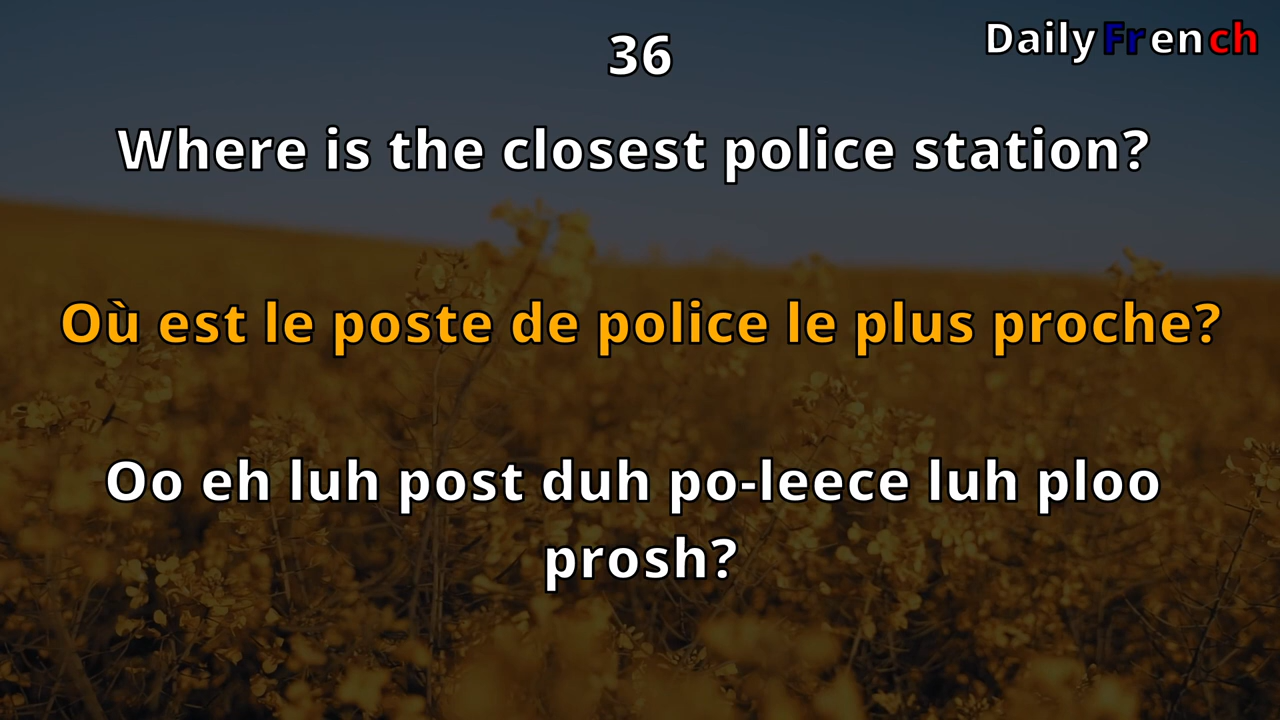 36
Daily French
Where is the closest police station?
Où est le poste de police le plus proche?
Oo eh luh post duh po-leece luh ploo
prosh?